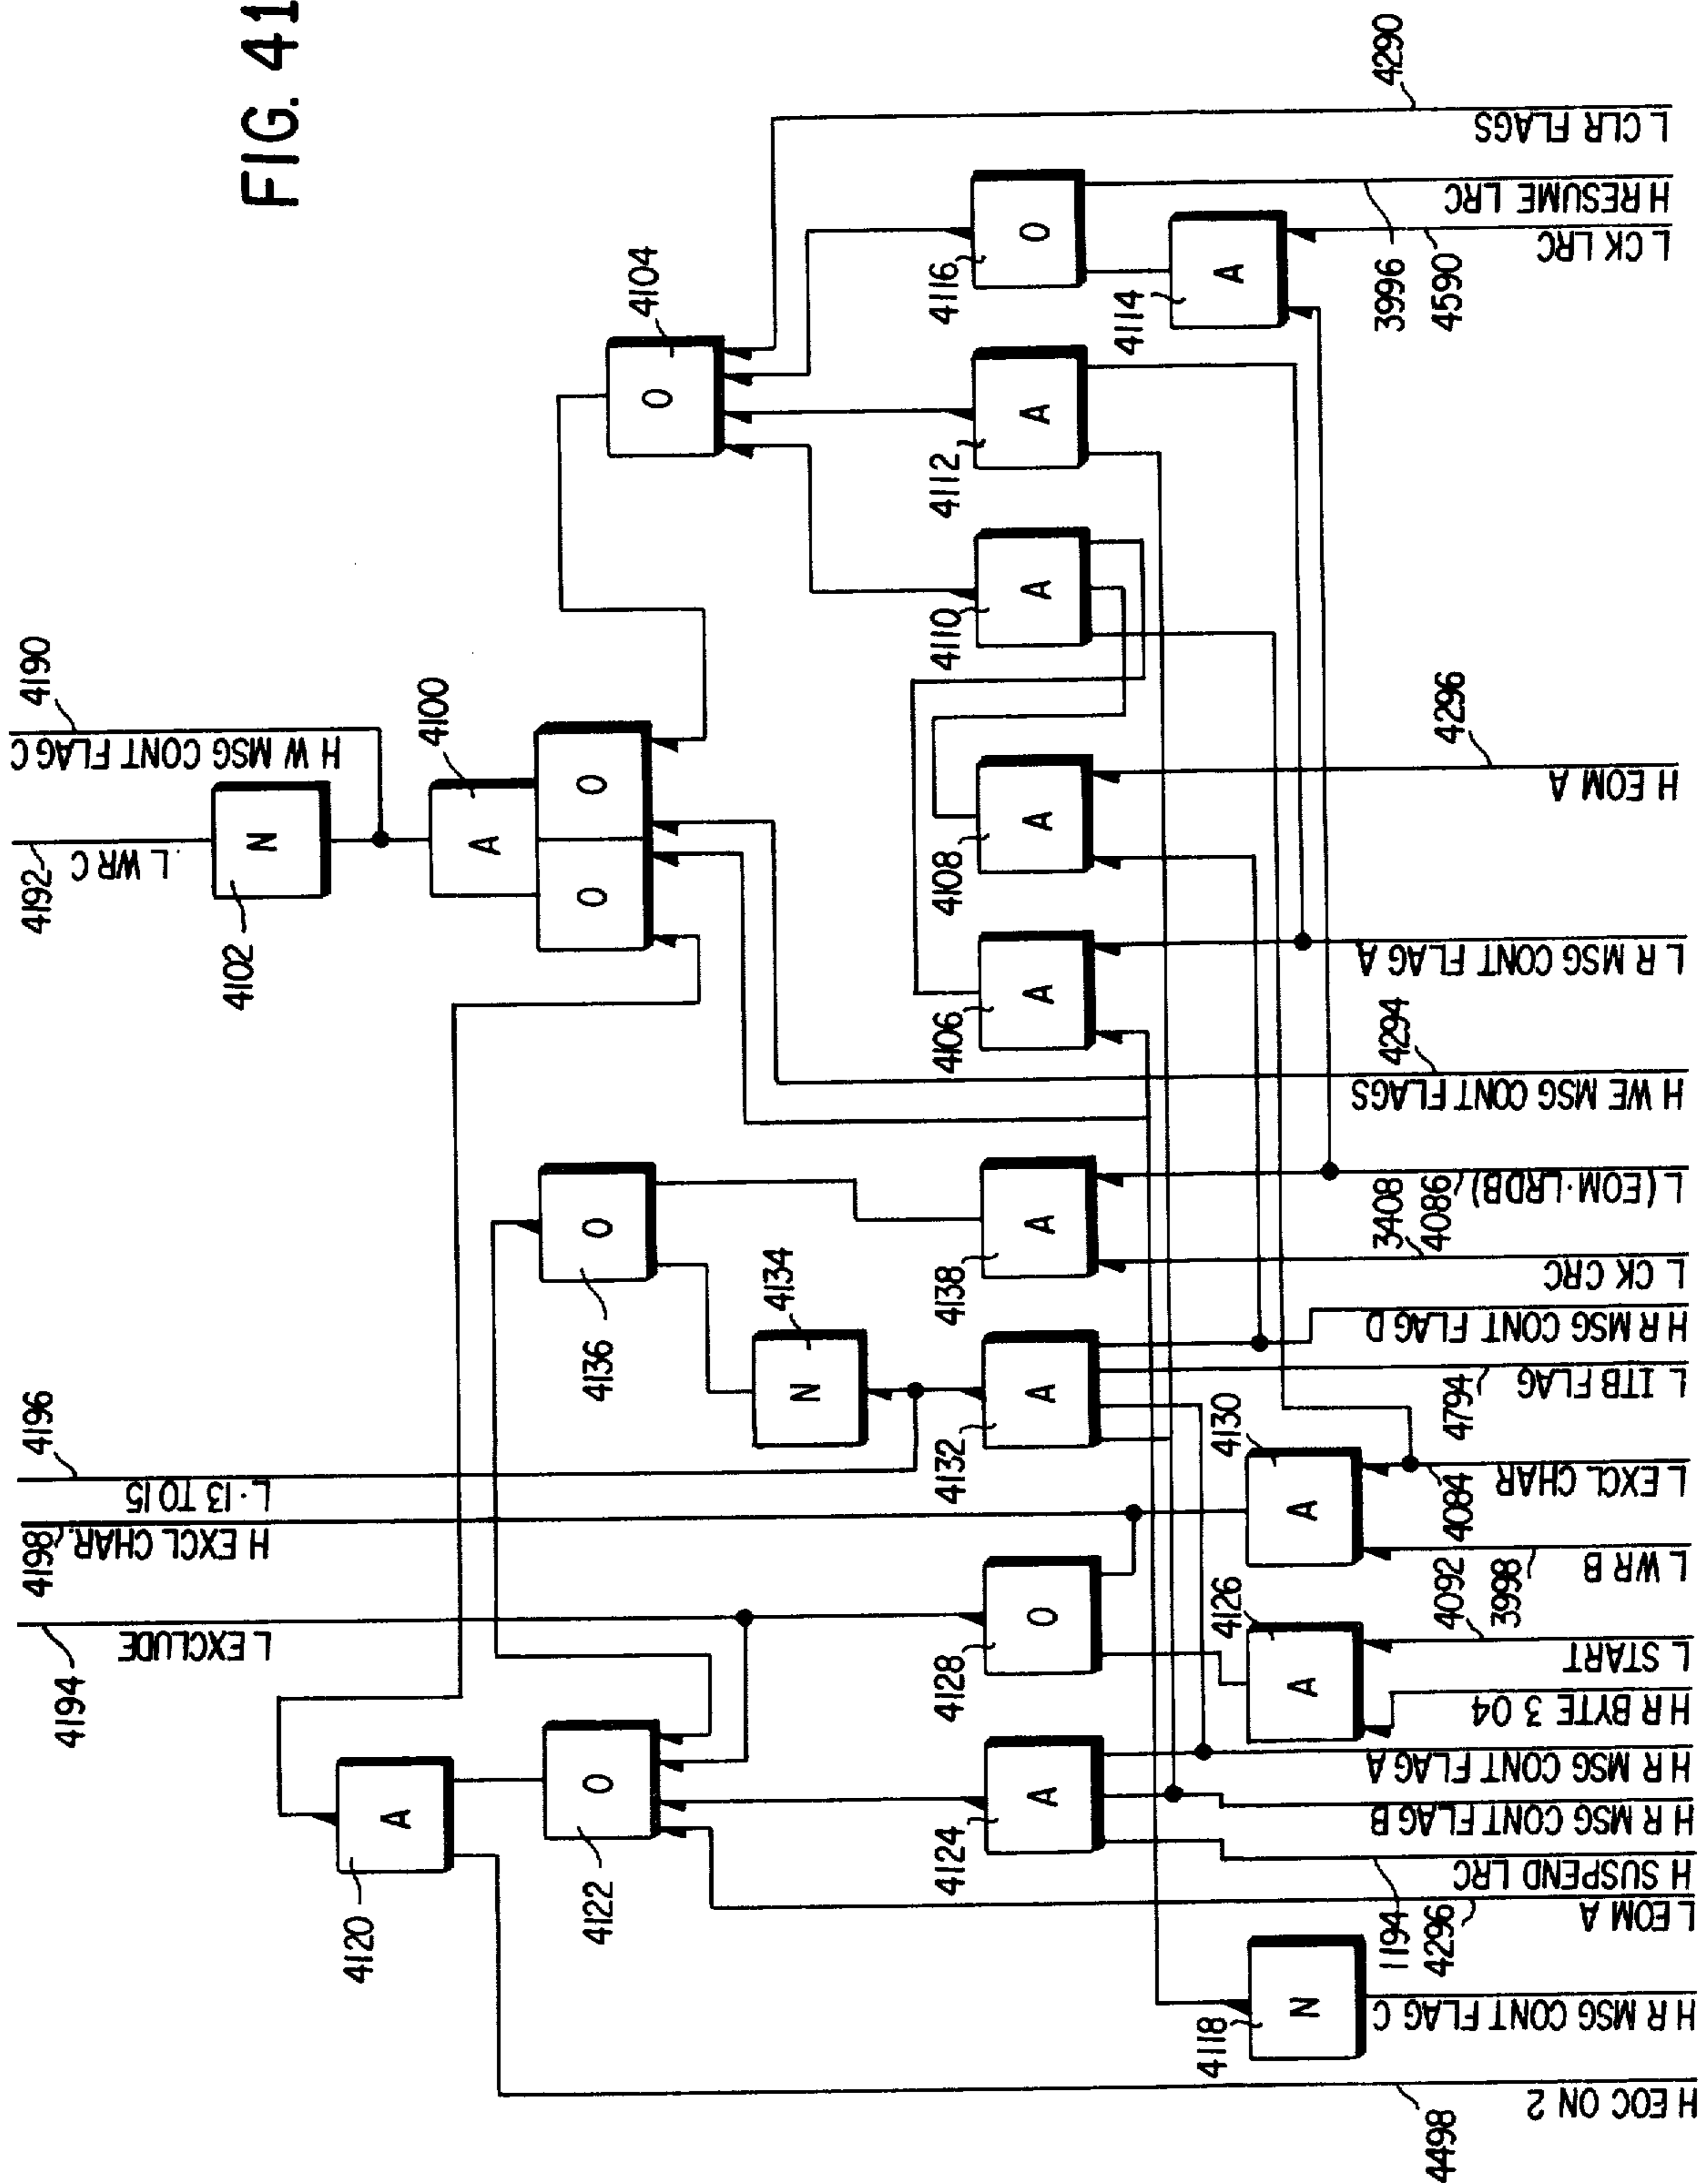 FIG. 41
4190
H W MSG CONT FLAG C
4192
L WR C
N
4102
4100
A
O
O
4104
O
4196
L·13 TO 15
4198
H EXCL CHAR.
4194
L EXCLUDE
4120
A
4122
O
4136
O
4134
N
4124
A
4128
O
4132
A
4138
A
4106
A
4108
A
4110
A
4112
A
4116
O
4114
A
4118
N
4126
A
4130
A
4498
H EOC ON 2
H R MSG CONT FLAG C
4296
L EOM A
1194
H SUSPEND LRC
H R MSG CONT FLAG B
H R MSG CONT FLAG A
H R BYTE 3 04
4092
L START
3998
L WR B
4084
L EXCL CHAR
4794
L ITB FLAG
H R MSG CONT FLAG D
3408
L CK CRC
4086
L (EOM·LRDB)
4294
H WE MSG CONT FLAGS
L R MSG CONT FLAG A
4296
H EOM A
4590
L CK LRC
3996
H RESUME LRC
4290
L CLR FLAGS